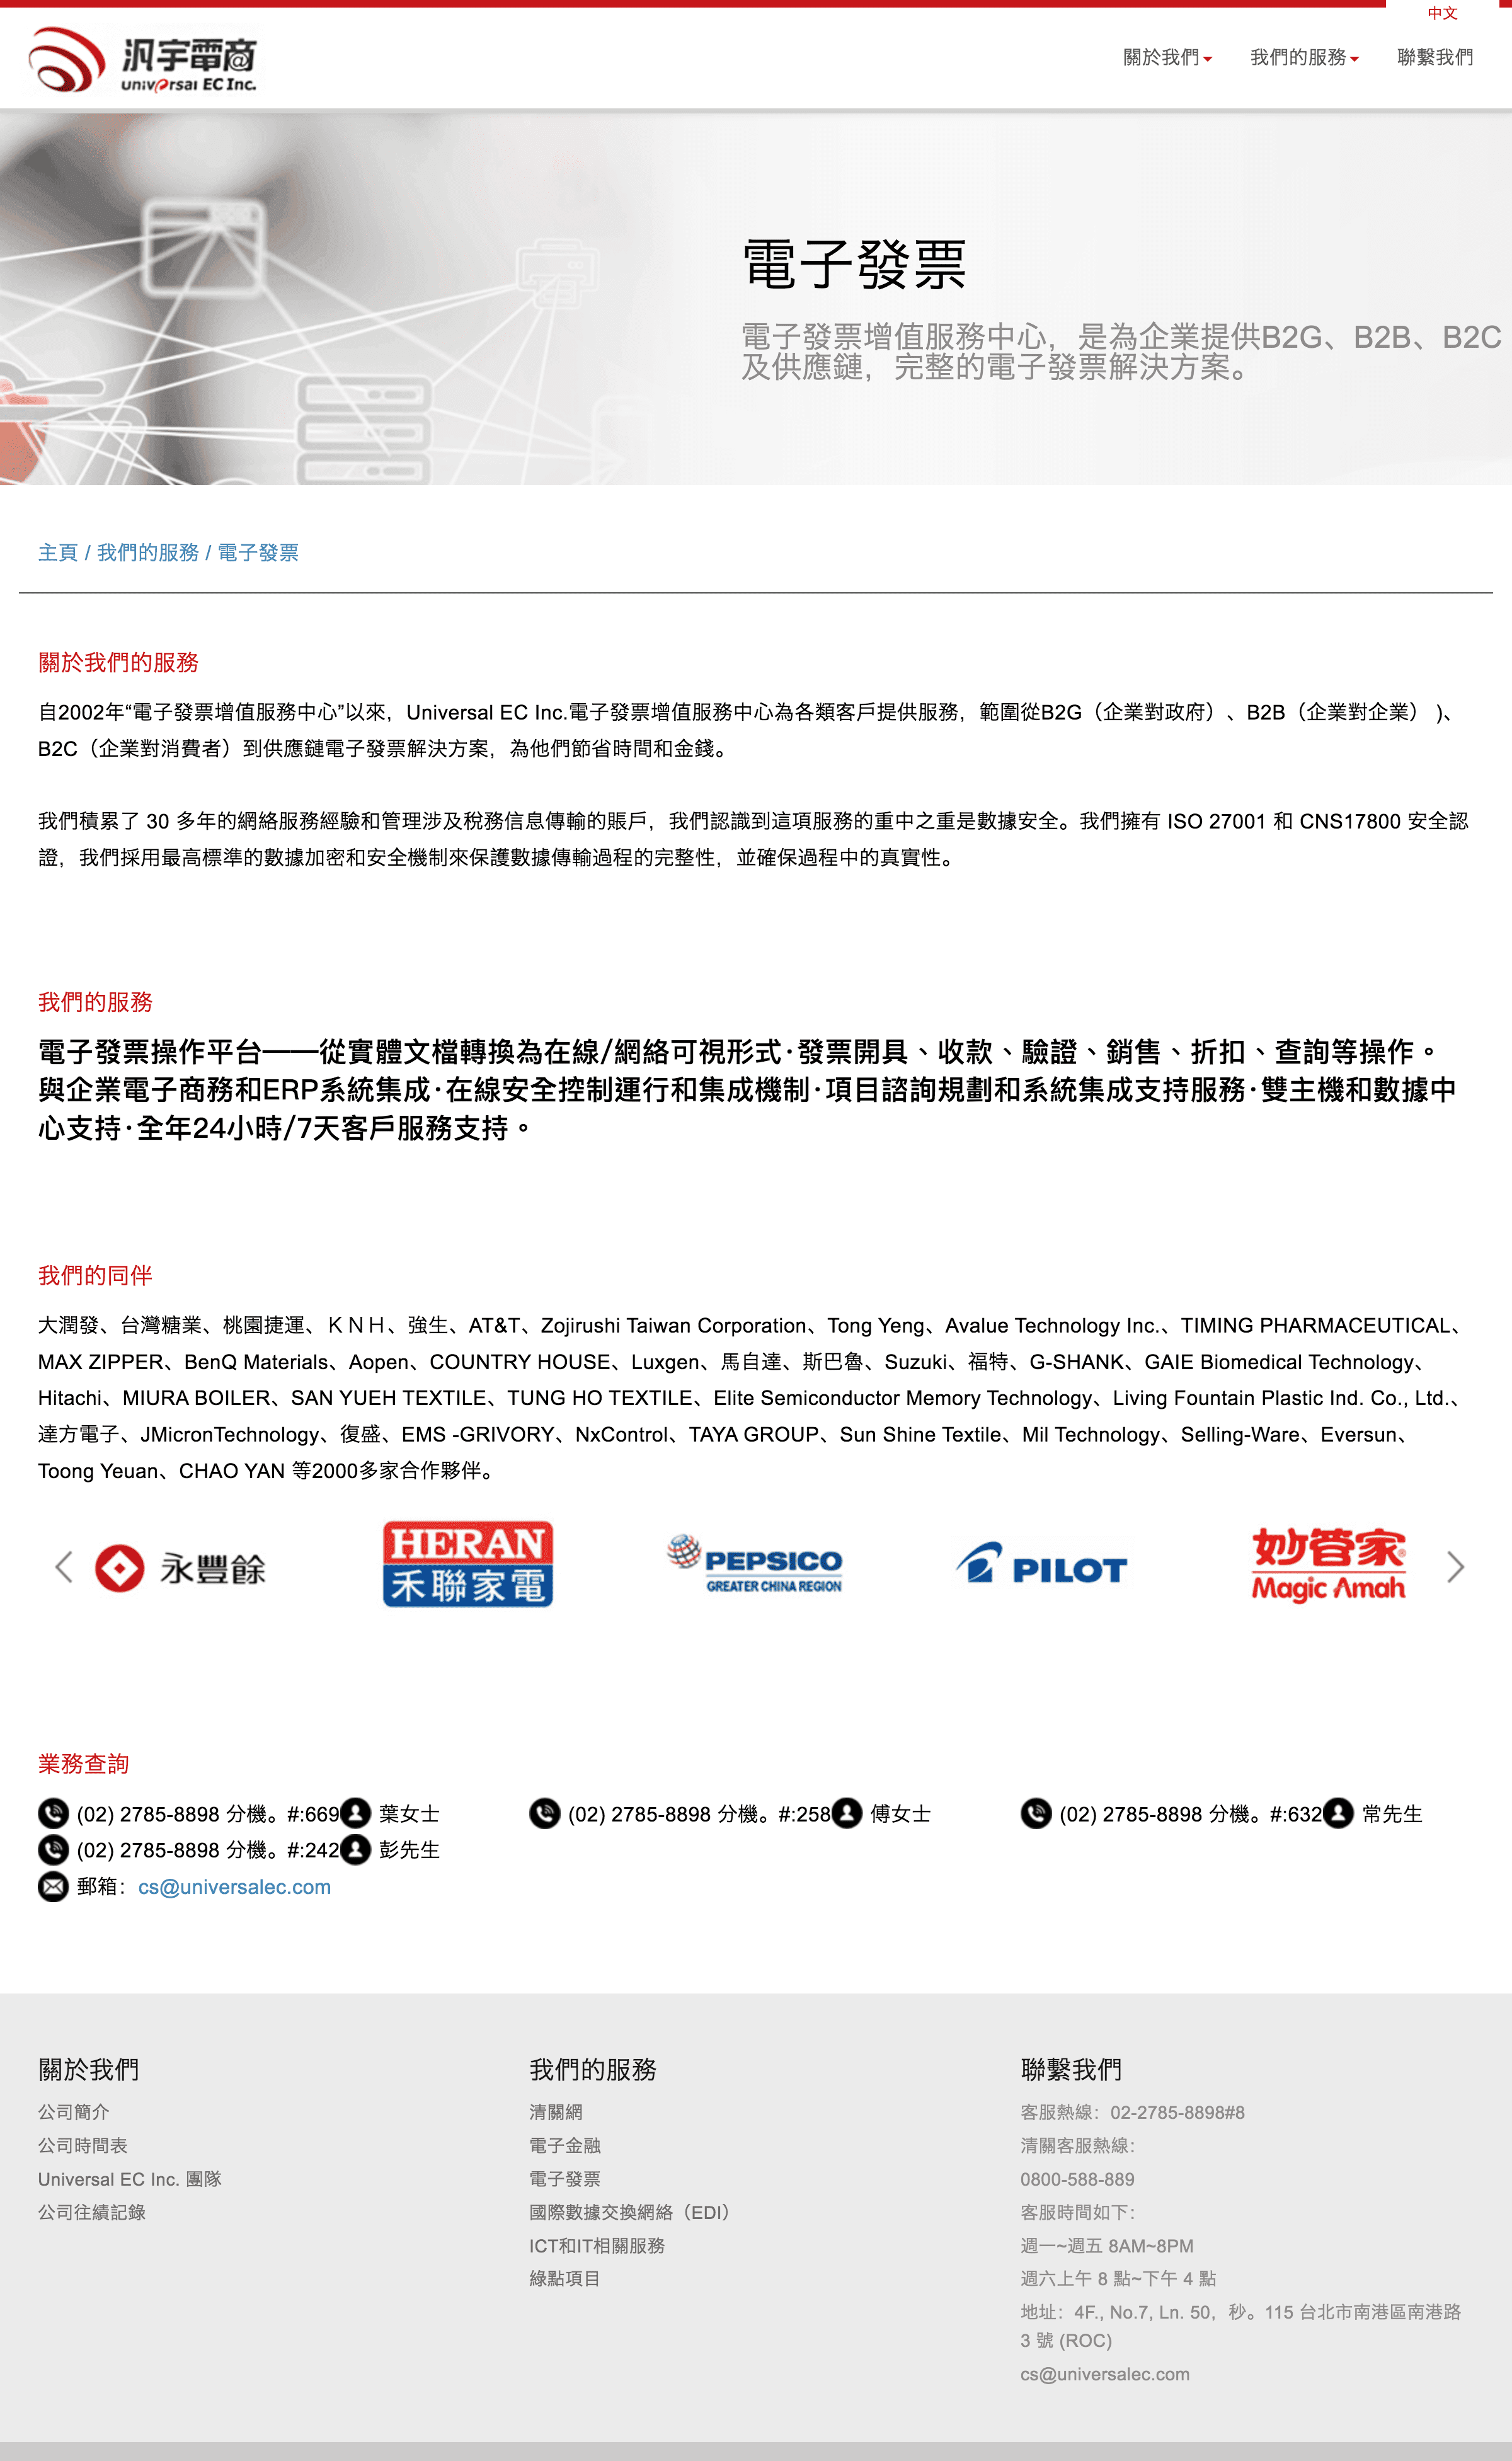 中文
汎宇電商
Universal EC Inc.
關於我們
我們的服務
聯繫我們
電子發票
電子發票增值服務中心，是為企業提供B2G、B2B、B2C
及供應鏈，完整的電子發票解決方案。
主頁 / 我們的服務 / 電子發票
關於我們的服務
自2002年“電子發票增值服務中心”以來，Universal EC Inc.電子發票增值服務中心為各類客戶提供服務，範圍從B2G（企業對政府）、B2B（企業對企業） )、
B2C（企業對消費者）到供應鏈電子發票解決方案，為他們節省時間和金錢。
我們積累了 30 多年的網絡服務經驗和管理涉及稅務信息傳輸的賬戶，我們認識到這項服務的重中之重是數據安全。我們擁有 ISO 27001 和 CNS17800 安全認
證，我們採用最高標準的數據加密和安全機制來保護數據傳輸過程的完整性，並確保過程中的真實性。
我們的服務
電子發票操作平台——從實體文檔轉換為在線/網絡可視形式·發票開具、收款、驗證、銷售、折扣、查詢等操作。
與企業電子商務和ERP系統集成·在線安全控制運行和集成機制·項目諮詢規劃和系統集成支持服務·雙主機和數據中
心支持·全年24小時/7天客戶服務支持。
我們的同伴
大潤發、台灣糖業、桃園捷運、ＫＮＨ、強生、AT&T、Zojirushi Taiwan Corporation、Tong Yeng、Avalue Technology Inc.、TIMING PHARMACEUTICAL、
MAX ZIPPER、BenQ Materials、Aopen、COUNTRY HOUSE、Luxgen、馬自達、斯巴魯、Suzuki、福特、G-SHANK、GAIE Biomedical Technology、
Hitachi、MIURA BOILER、SAN YUEH TEXTILE、TUNG HO TEXTILE、Elite Semiconductor Memory Technology、Living Fountain Plastic Ind. Co., Ltd.、
達方電子、JMicronTechnology、復盛、EMS -GRIVORY、NxControl、TAYA GROUP、Sun Shine Textile、Mil Technology、Selling-Ware、Eversun、
Toong Yeuan、CHAO YAN 等2000多家合作夥伴。
永豐餘
HERAN
禾聯家電
PEPSICO
GREATER CHINA REGION
PILOT
妙管家®
Magic Amah
業務查詢
(02) 2785-8898 分機。#:669 葉女士
(02) 2785-8898 分機。#:258 傅女士
(02) 2785-8898 分機。#:632 常先生
(02) 2785-8898 分機。#:242 彭先生
郵箱：cs@universalec.com
關於我們
公司簡介
公司時間表
Universal EC Inc. 團隊
公司往績記錄
我們的服務
清關網
電子金融
電子發票
國際數據交換網絡（EDI）
ICT和IT相關服務
綠點項目
聯繫我們
客服熱線：02-2785-8898#8
清關客服熱線：
0800-588-889
客服時間如下：
週一~週五 8AM~8PM
週六上午 8 點~下午 4 點
地址：4F., No.7, Ln. 50，秒。115 台北市南港區南港路
3 號 (ROC)
cs@universalec.com